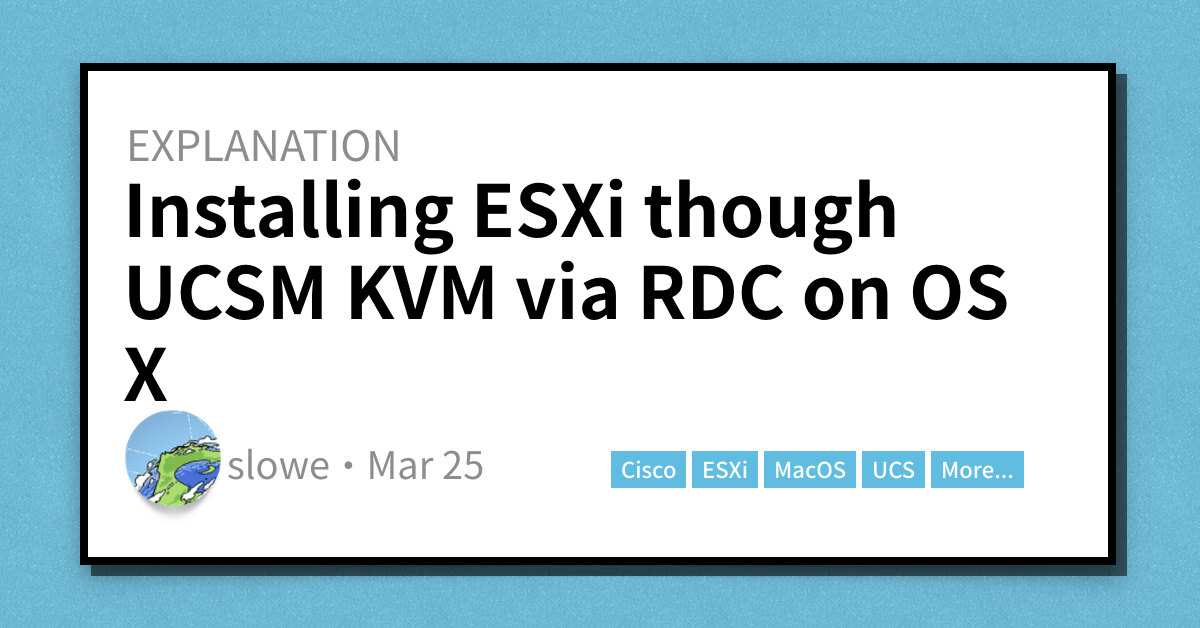 EXPLANATION
Installing ESXi though
UCSM KVM via RDC on OS
X
slowe • Mar 25
Cisco ESXi MacOS UCS More...